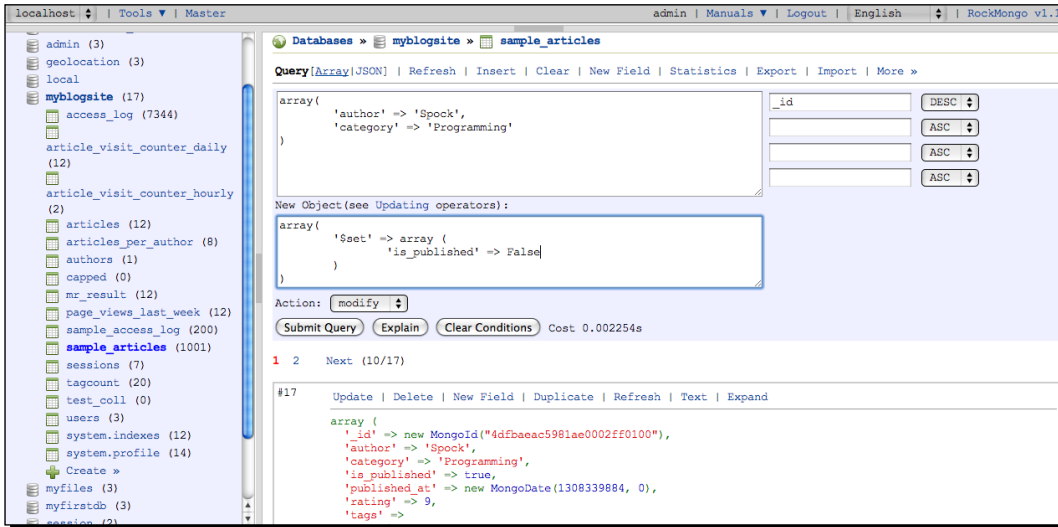 localhost | Tools ▼ | Master
admin | Manuals ▼ | Logout | English | RockMongo v1.
admin (3)
geolocation (3)
local
myblogsite (17)
access_log (7344)
article_visit_counter_daily
(12)
article_visit_counter_hourly
(2)
articles (12)
articles_per_author (8)
authors (1)
capped (0)
mr_result (12)
page_views_last_week (12)
sample_access_log (200)
sample_articles (1001)
sessions (7)
tagcount (20)
test_coll (0)
users (3)
system.indexes (12)
system.profile (14)
Create »
myfiles (3)
myfirstdb (3)
session (2)
Databases » myblogsite » sample_articles
Query[Array|JSON] | Refresh | Insert | Clear | New Field | Statistics | Export | Import | More »
array(
'author' => 'Spock',
'category' => 'Programming'
)
_id DESC
ASC
ASC
ASC
New Object(see Updating operators):
array(
'$set' => array (
'is_published' => False
)
)
Action: modify
Submit Query Explain Clear Conditions Cost 0.002254s
1 2 Next (10/17)
#17 Update | Delete | New Field | Duplicate | Refresh | Text | Expand
array (
'_id' => new MongoId("4dfbaeac5981ae0002ff0100"),
'author' => 'Spock',
'category' => 'Programming',
'is_published' => true,
'published_at' => new MongoDate(1308339884, 0),
'rating' => 9,
'tags' =>